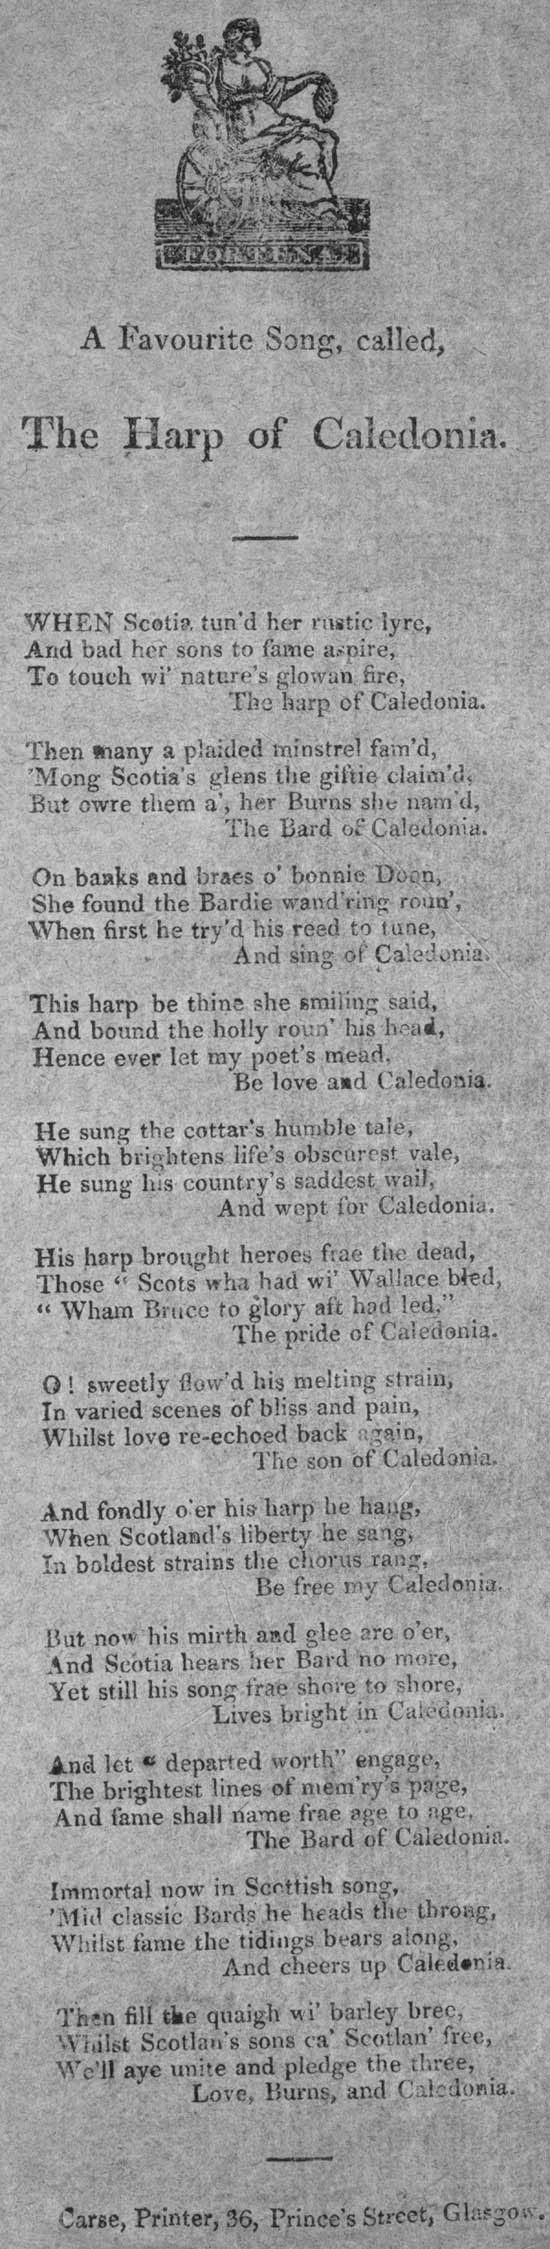 FORTUNA
A Favourite Song, called,
The Harp of Caledonia.
WHEN Scotia tun'd her rustic lyre,
And bad her sons to fame aspire,
To touch wi' nature's glowan fire,
The harp of Caledonia.
Then many a plaided minstrel fam'd,
'Mong Scotia's glens the giftie claim'd,
But owre them a', her Burns she nam'd,
The Bard of Caledonia.
On banks and braes o' bonnie Doon,
She found the Bardie wand'ring roun',
When first he try'd his reed to tune,
And sing of Caledonia.
This harp be thine she smiling said,
And bound the holly roun' his head,
Hence ever let my poet's mead,
Be love and Caledonia.
He sung the cottar's humble tale,
Which brightens life's obscurest vale,
He sung his country's saddest wail,
And wept for Caledonia.
His harp brought heroes frae the dead,
Those “ Scots wha had wi' Wallace bled,
“ Wham Bruce to glory aft had led,”
The pride of Caledonia.
O! sweetly flow'd his melting strain,
In varied scenes of bliss and pain,
Whilst love re-echoed back again,
The son of Caledonia.
And fondly o'er his harp he hang,
When Scotland's liberty he sang,
In boldest strains the chorus rang,
Be free my Caledonia.
But now his mirth and glee are o'er,
And Scotia hears her Bard no more,
Yet still his song frae shore to shore,
Lives bright in Caledonia.
And let “ departed worth” engage,
The brightest lines of mem'ry's page,
And fame shall name frae age to age,
The Bard of Caledonia.
Immortal now in Scottish song,
'Mid classic Bards he heads the throng,
Whilst fame the tidings bears along,
And cheers up Caledonia.
Then fill the quaigh wi' barley bree,
Whilst Scotlan's sons ca' Scotlan' free,
We'll aye unite and pledge the three,
Love, Burns, and Caledonia.
Carse, Printer, 36, Prince's Street, Glasgow.